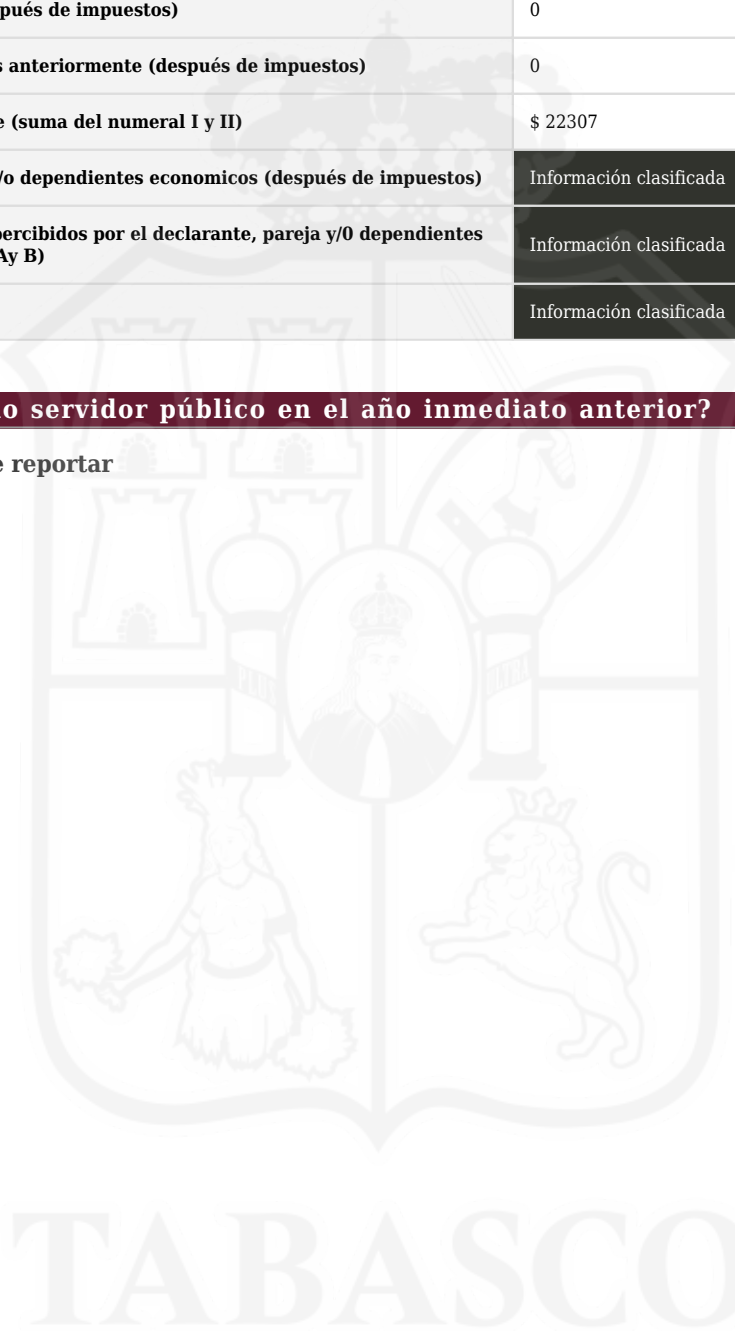 pués de impuestos)
0
s anteriormente (después de impuestos)
0
e (suma del numeral I y II)
$ 22307
/o dependientes economicos (después de impuestos)
Información clasificada
percibidos por el declarante, pareja y/0 dependientes
Ay B)
Información clasificada
Información clasificada
o servidor público en el año inmediato anterior?
e reportar
PLUS
ULTRA
TABASCO